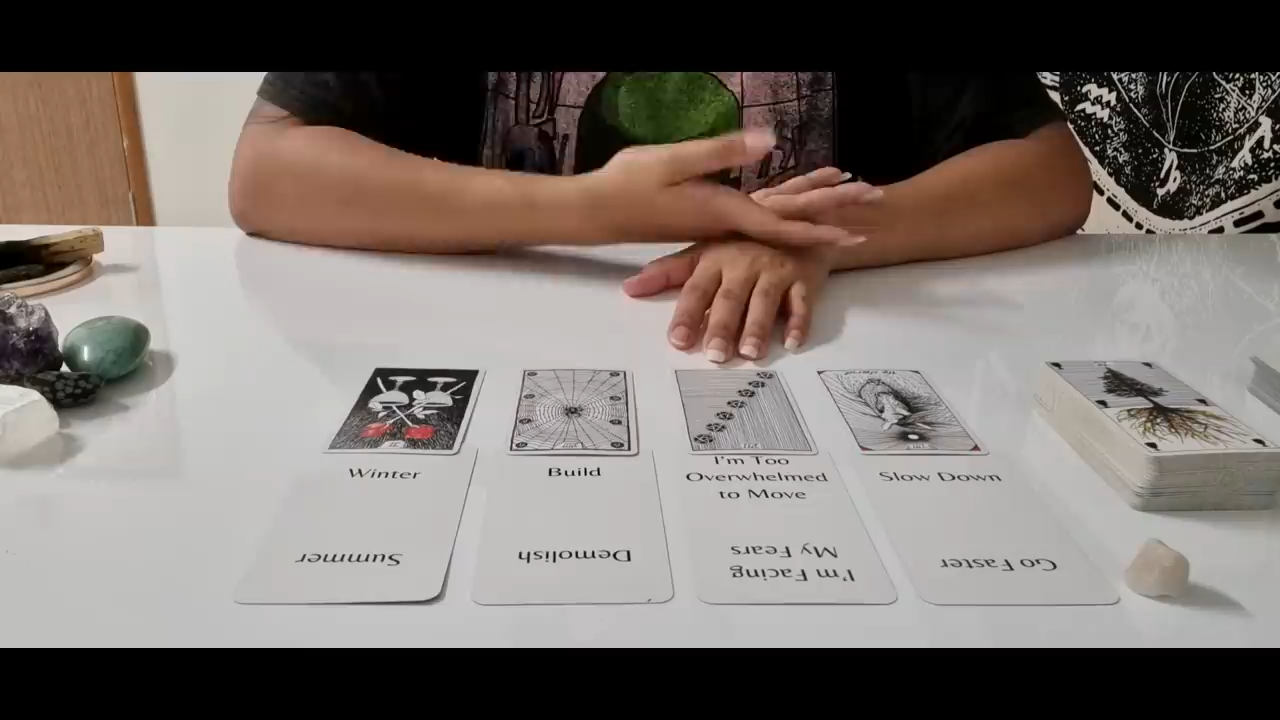 Winter
Summer
Build
Demolish
I'm Too
Overwhelmed
to Move
I'm Facing
My Fears
Slow Down
Go Faster